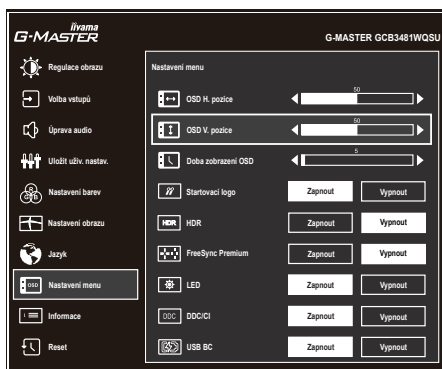 iiyama
G-MASTER
G-MASTER GCB3481WQSU
Regulace obrazu
Volba vstupů
Úprava audio
Uložit uživ. nastav.
R
G B
Nastavení barev
Nastavení obrazu
Jazyk
OSD
Nastavení menu
i
Informace
Reset
Nastavení menu
OSD H. pozice
50
OSD V. pozice
50
Doba zobrazení OSD
5
Startovací logo
Zapnout
Vypnout
HDR
HDR
Zapnout
Vypnout
FreeSync Premium
Zapnout
Vypnout
LED
Zapnout
Vypnout
DDC
DDC/CI
Zapnout
Vypnout
USB BC
Zapnout
Vypnout